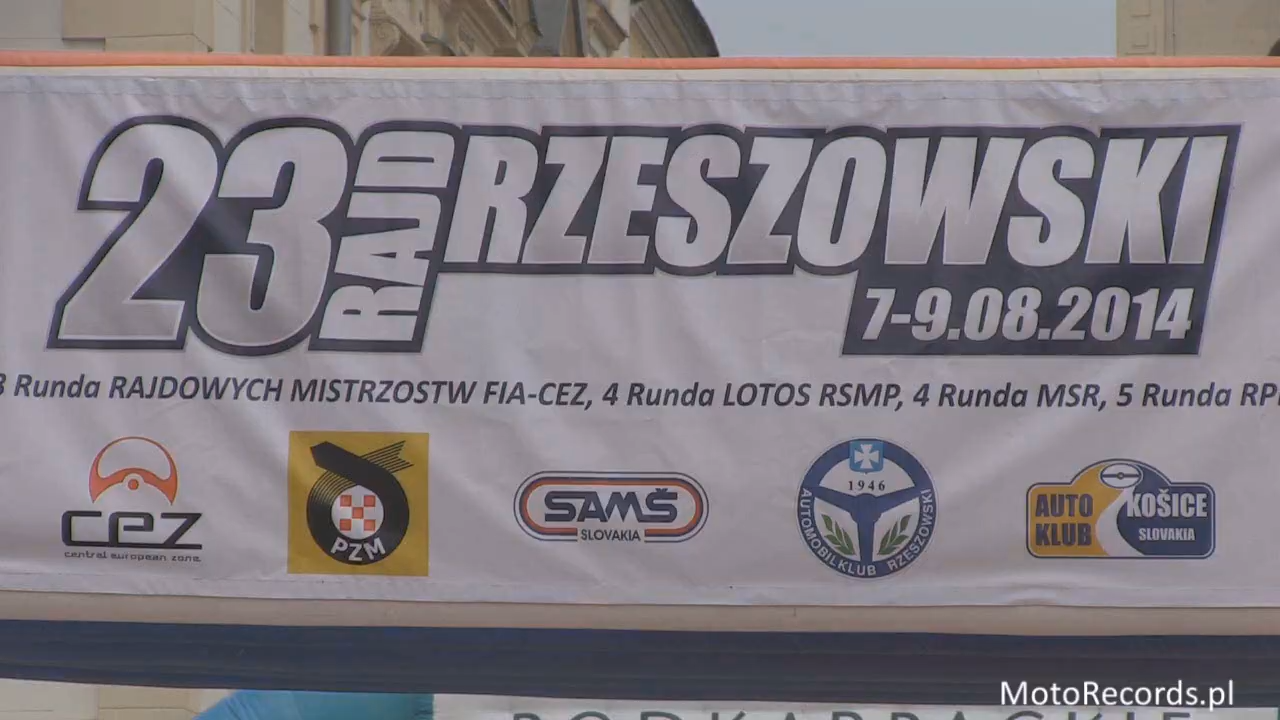 23 RAJD RZESZOWSKI
7-9.08.2014
3 Runda RAJDOWYCH MISTRZOSTW FIA-CEZ, 4 Runda LOTOS RSMP, 4 Runda MSR, 5 Runda RP
cez
central european zone
PZM
SAMŠ
SLOVAKIA
1946
AUTOMOBILKLUB RZESZOWSKI
AUTO KLUB
KOŠICE
SLOVAKIA
MotoRecords.pl